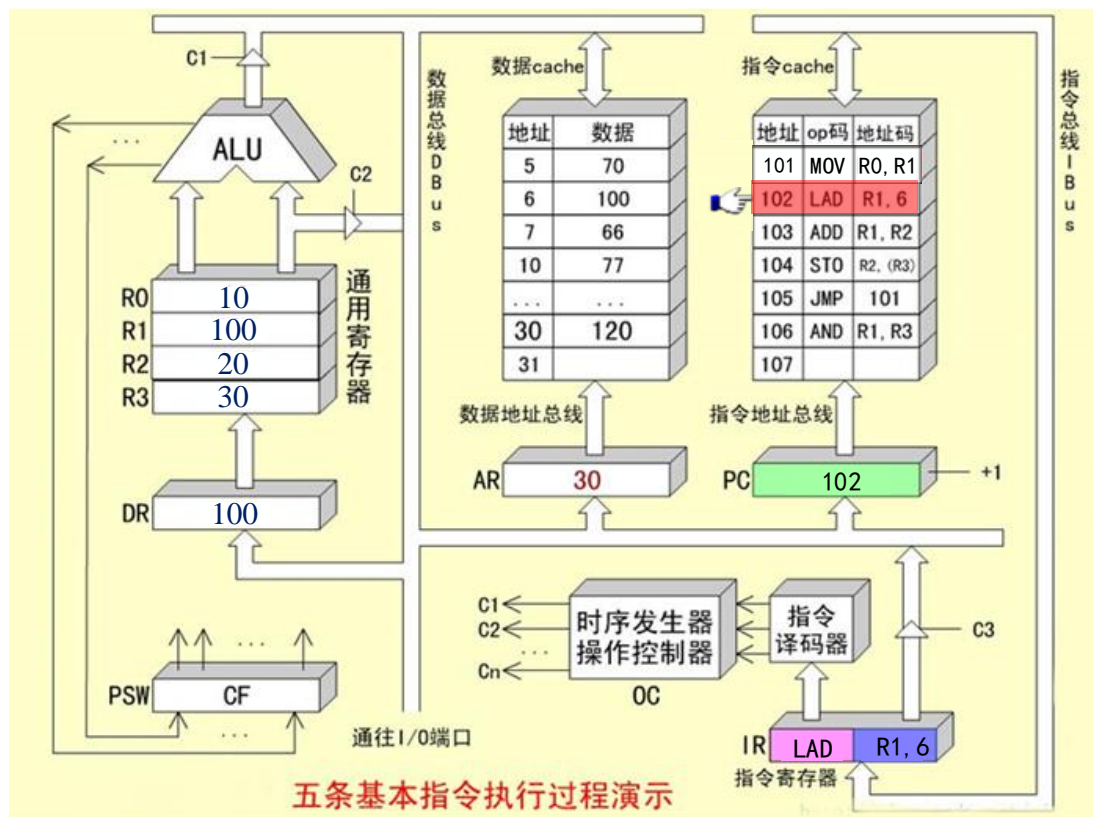 C1
ALU
C2
数据总线DBus
数据cache
地址 数据
5 70
6 100
7 66
10 77
... ...
30 120
31
指令cache
地址 op码 地址码
101 MOV R0, R1
102 LAD R1, 6
103 ADD R1, R2
104 STO R2, (R3)
105 JMP 101
106 AND R1, R3
107
指令总线IBus
R0 10
R1 100
R2 20
R3 30
通用寄存器
数据地址总线
指令地址总线
AR 30
PC 102
+1
DR 100
C1
C2
...
Cn
时序发生器
操作控制器
OC
指令
译码器
C3
...
PSW CF
...
通往I/O端口
IR LAD R1, 6
指令寄存器
五条基本指令执行过程演示